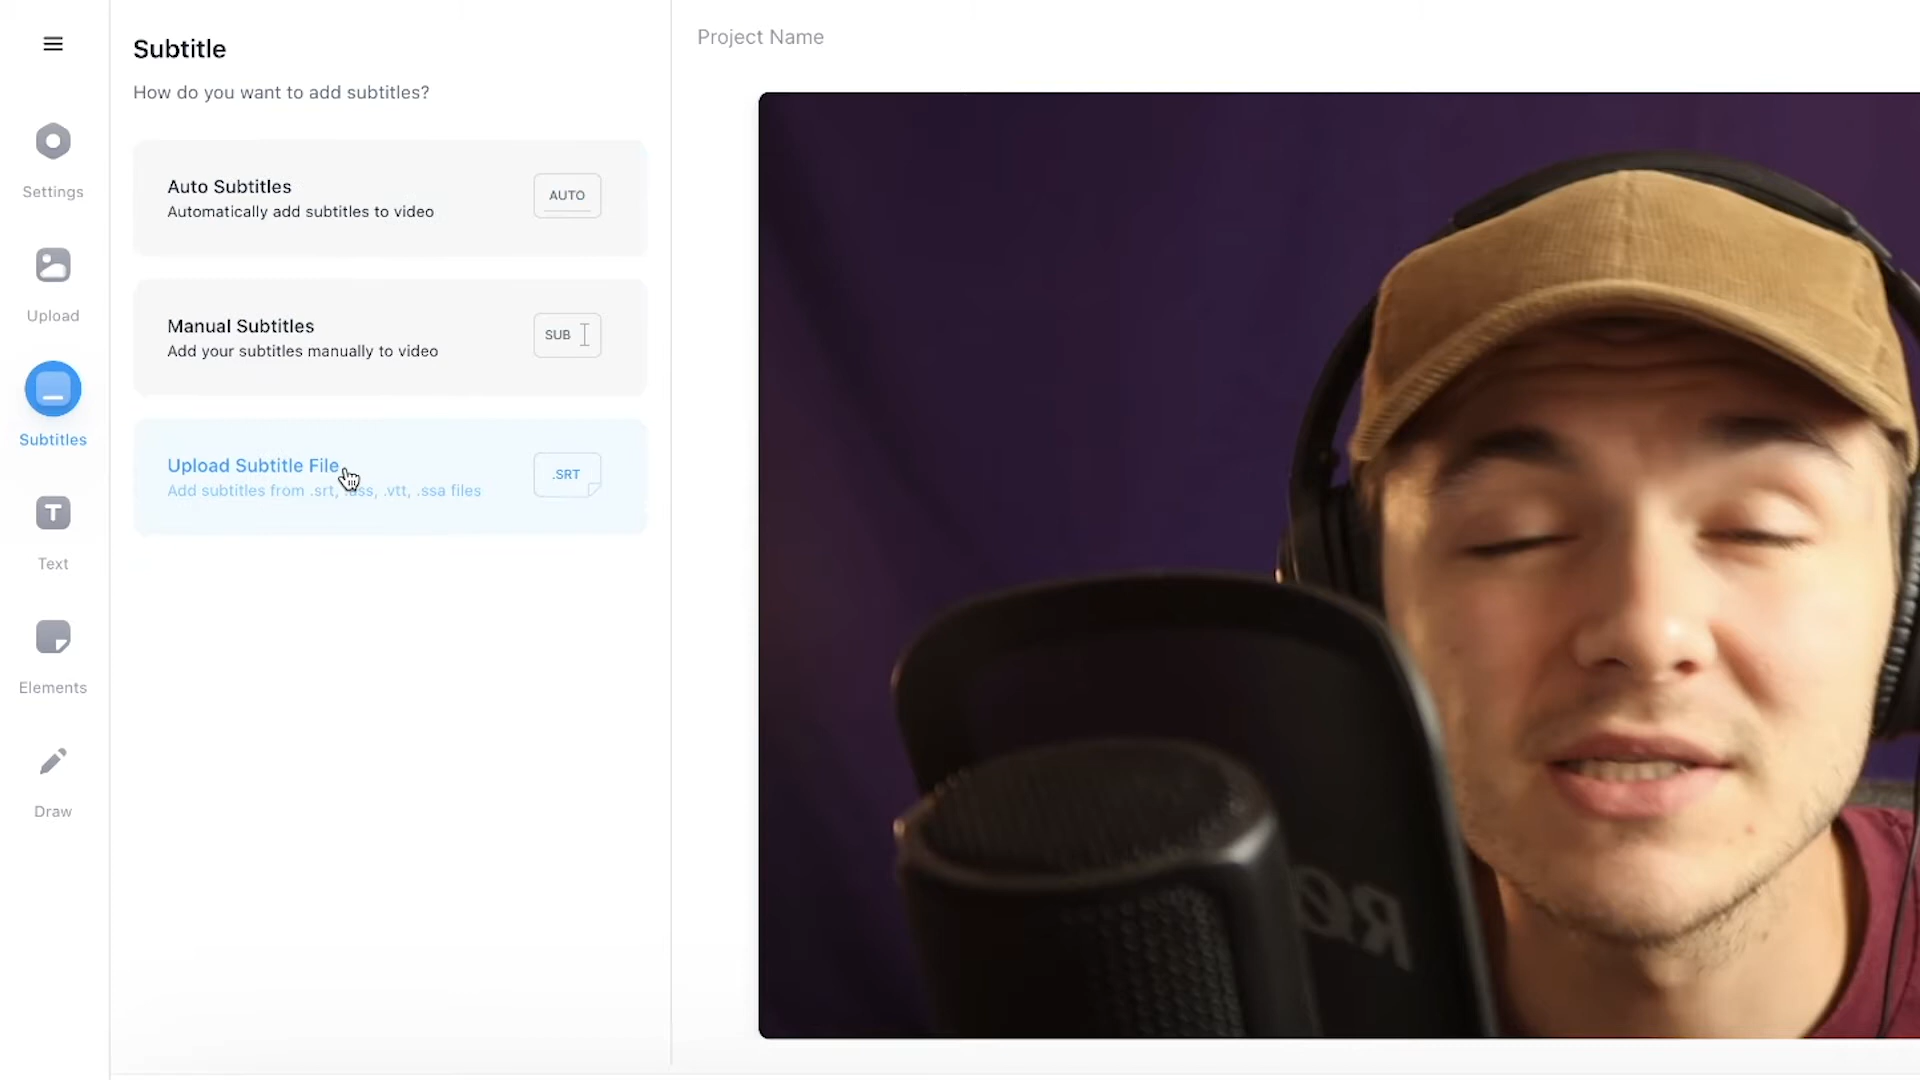 Subtitle
How do you want to add subtitles?
Auto Subtitles
Automatically add subtitles to video
AUTO
Manual Subtitles
Add your subtitles manually to video
SUB
Upload Subtitle File
Add subtitles from .srt, .ass, .vtt, .ssa files
.SRT
Settings
Upload
Subtitles
T
Text
Elements
Draw
Project Name